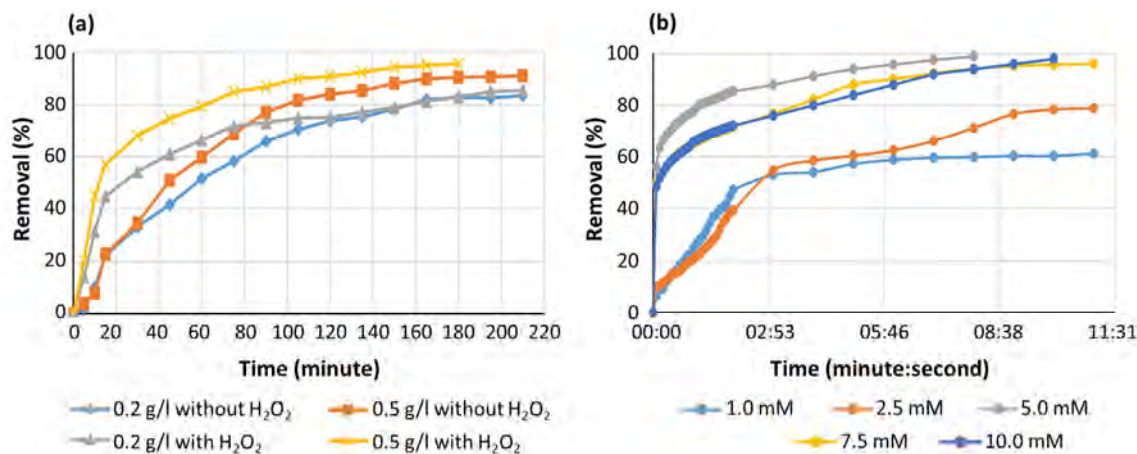 (a)
Removal (%)
100
80
60
40
20
0
0 20 40 60 80 100 120 140 160 180 200 220
Time (minute)
0.2 g/l without H₂O₂
0.5 g/l without H₂O₂
0.2 g/l with H₂O₂
0.5 g/l with H₂O₂
(b)
Removal (%)
100
80
60
40
20
0
00:00 02:53 05:46 08:38 11:31
Time (minute:second)
1.0 mM 2.5 mM 5.0 mM
7.5 mM 10.0 mM